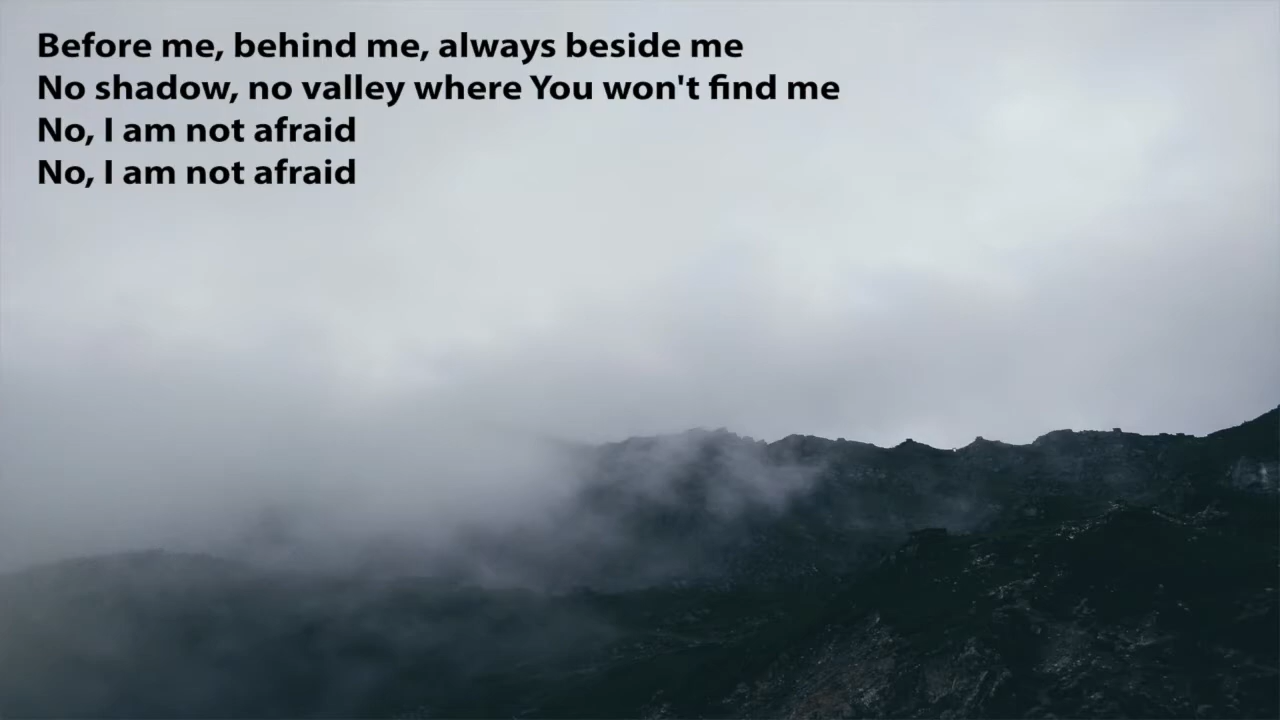 Before me, behind me, always beside me
No shadow, no valley where You won't find me
No, I am not afraid
No, I am not afraid